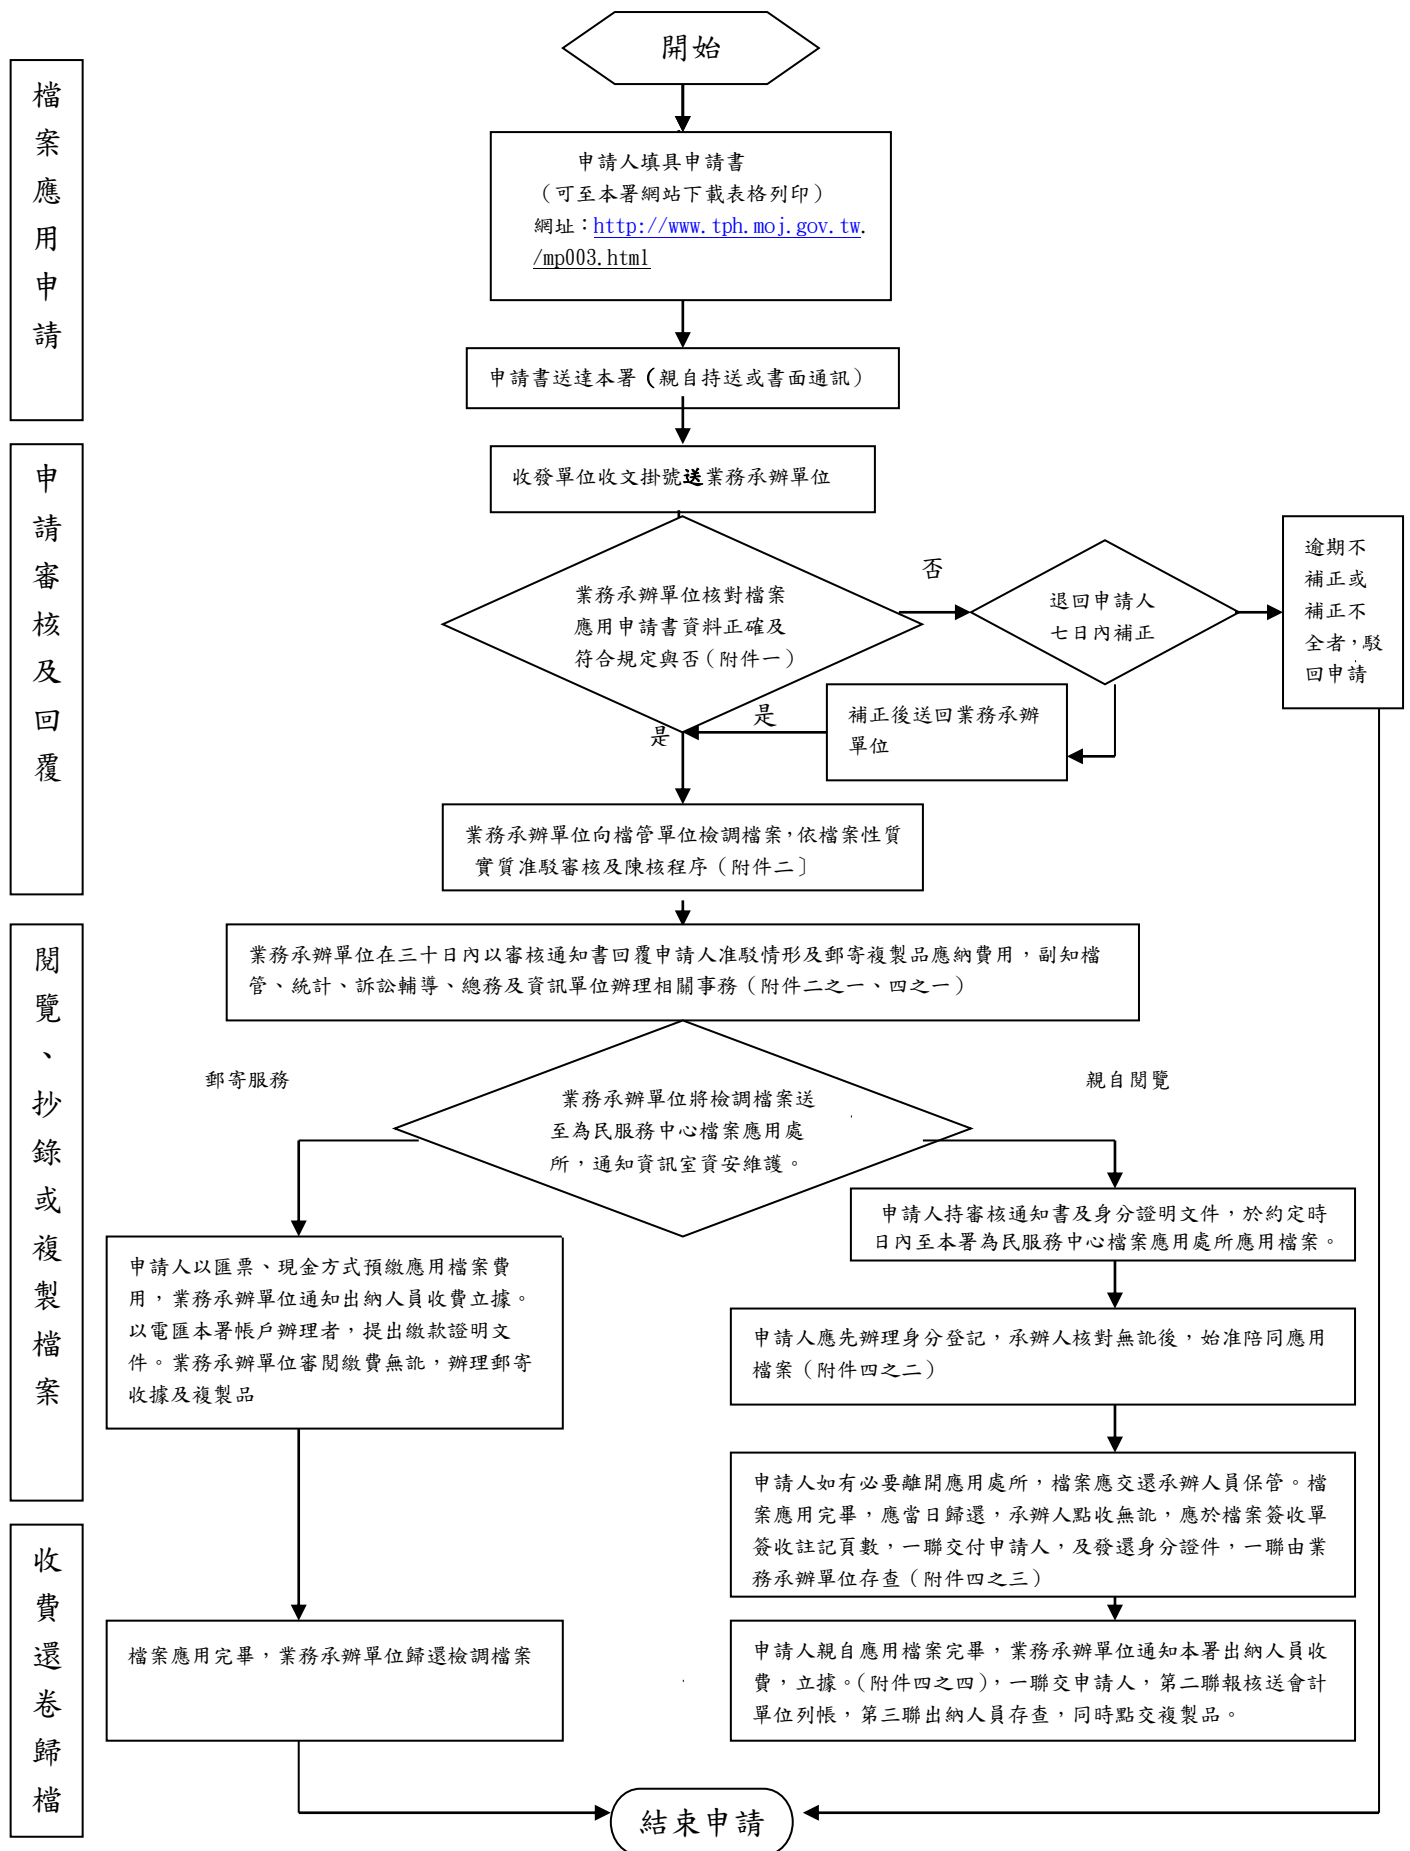 開始
檔案應用申請
申請人填具申請書
（可至本署網站下載表格列印）
網址：http://www.tph.moj.gov.tw.
/mp003.html
申請書送達本署（親自持送或書面通訊）
申請審核及回覆
收發單位收文掛號送業務承辦單位
業務承辦單位核對檔案
應用申請書資料正確及
符合規定與否（附件一）
否
退回申請人
七日內補正
逾期不
補正或
補正不
全者，駁
回申請
補正後送回業務承辦
單位
是
是
業務承辦單位向檔管單位檢調檔案，依檔案性質
實質准駁審核及陳核程序（附件二〕
閱覽、抄錄或複製檔案
業務承辦單位在三十日內以審核通知書回覆申請人准駁情形及郵寄複製品應納費用，副知檔
管、統計、訴訟輔導、總務及資訊單位辦理相關事務（附件二之一、四之一）
郵寄服務
親自閱覽
業務承辦單位將檢調檔案送
至為民服務中心檔案應用處
所，通知資訊室資安維護。
申請人以匯票、現金方式預繳應用檔案費
用，業務承辦單位通知出納人員收費立據。
以電匯本署帳戶辦理者，提出繳款證明文
件。業務承辦單位審閱繳費無訛，辦理郵寄
收據及複製品
申請人持審核通知書及身分證明文件，於約定時
日內至本署為民服務中心檔案應用處所應用檔案。
申請人應先辦理身分登記，承辦人核對無訛後，始准陪同應用
檔案（附件四之二）
申請人如有必要離開應用處所，檔案應交還承辦人員保管。檔
案應用完畢，應當日歸還，承辦人點收無訛，應於檔案簽收單
簽收註記頁數，一聯交付申請人，及發還身分證件，一聯由業
務承辦單位存查（附件四之三）
收費還卷歸檔
檔案應用完畢，業務承辦單位歸還檢調檔案
申請人親自應用檔案完畢，業務承辦單位通知本署出納人員收
費，立據。（附件四之四），一聯交申請人，第二聯報核送會計
單位列帳，第三聯出納人員存查，同時點交複製品。
結束申請